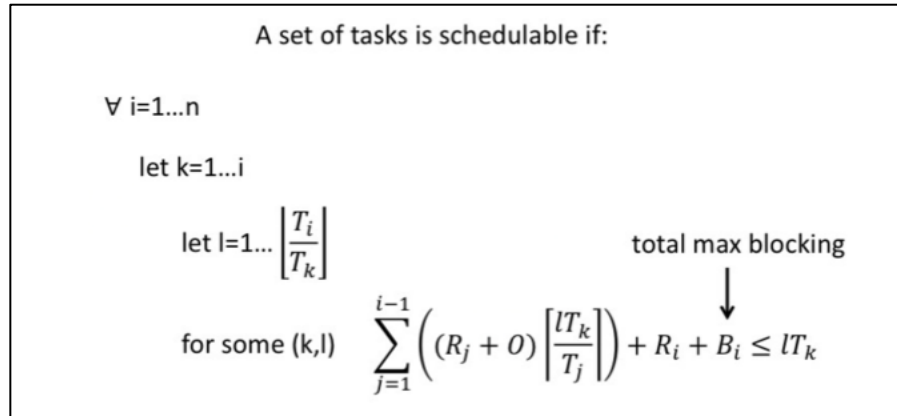 A set of tasks is schedulable if:
∀ i=1...n
let k=1...i
let l=1... ⌊T_i/T_k⌋
total max blocking
for some (k,l) \sum_{j=1}^{i-1} ( (R_j + O) ⌈lT_k/T_j⌉ ) + R_i + B_i ≤ lT_k